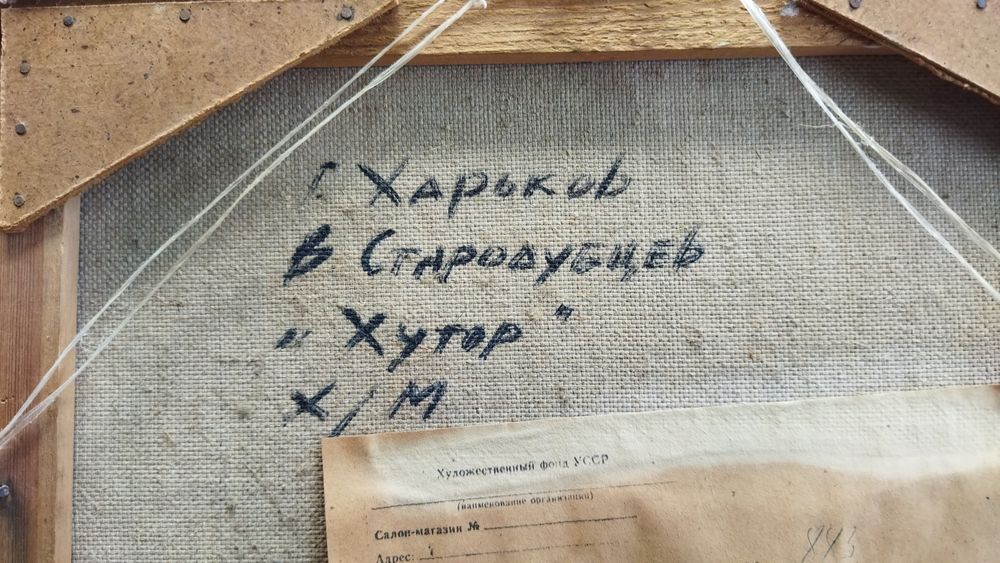 г. Харьков
В Стародубцев
"Хутор"
Х/М
Художественный фонд УССР
(наименование организации)
Салон-магазин №
Адрес: